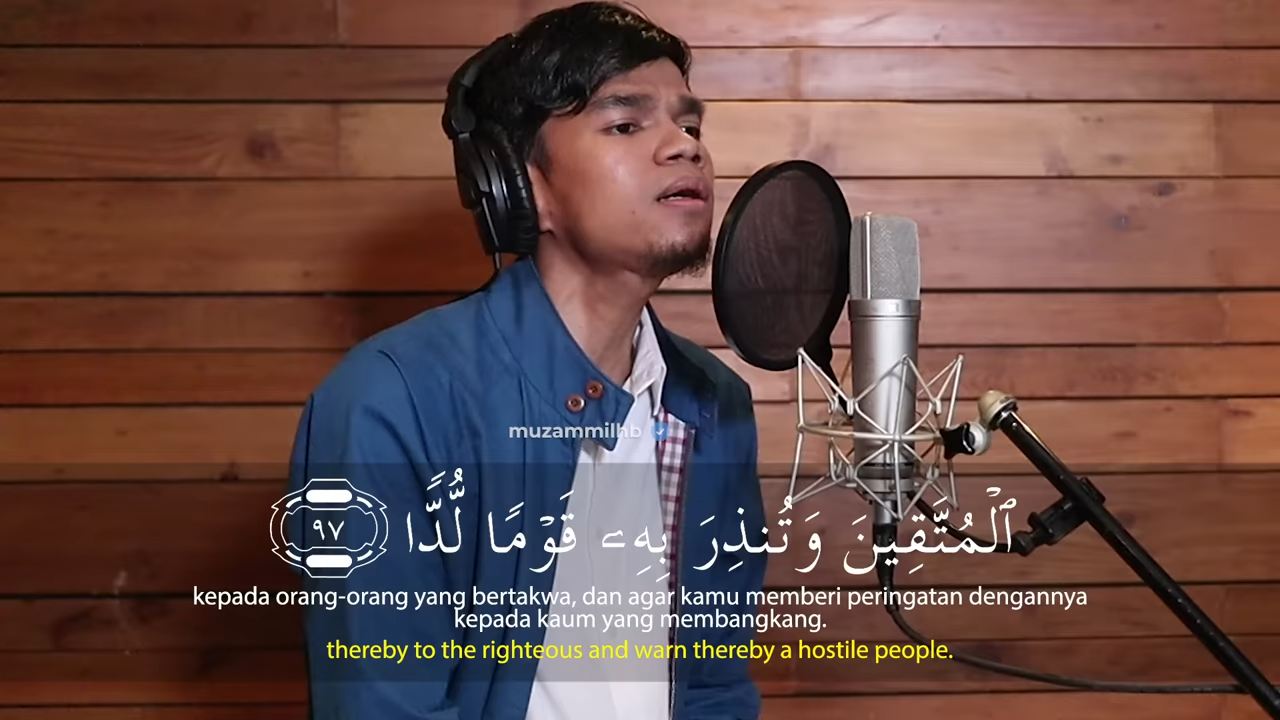 muzammilhb
ٱلْمُتَّقِينَ وَتُنذِرَ بِهِۦ قَوْمًا لُّدًّا ٩٧
kepada orang-orang yang bertakwa, dan agar kamu memberi peringatan dengannya
kepada kaum yang membangkang.
thereby to the righteous and warn thereby a hostile people.